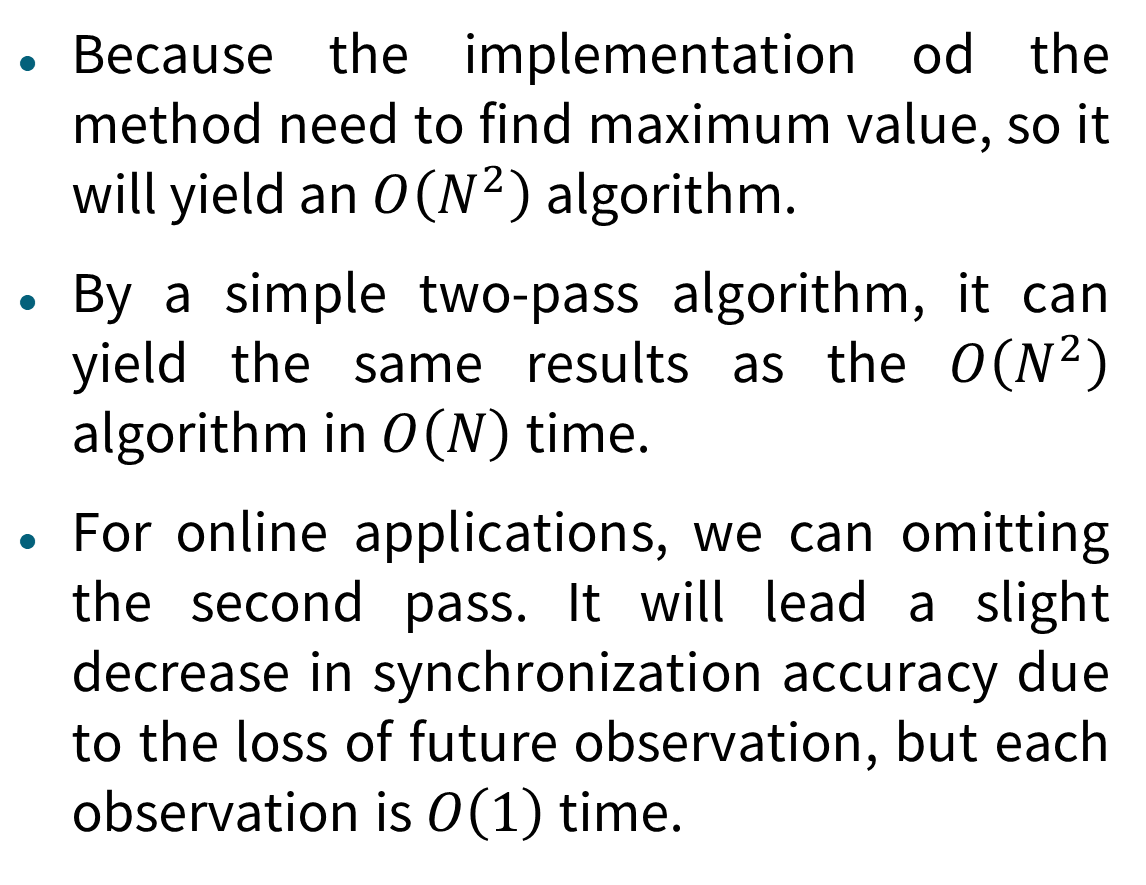 • Because the implementation od the
method need to find maximum value, so it
will yield an O(N²) algorithm.
• By a simple two-pass algorithm, it can
yield the same results as the O(N²)
algorithm in O(N) time.
• For online applications, we can omitting
the second pass. It will lead a slight
decrease in synchronization accuracy due
to the loss of future observation, but each
observation is O(1) time.